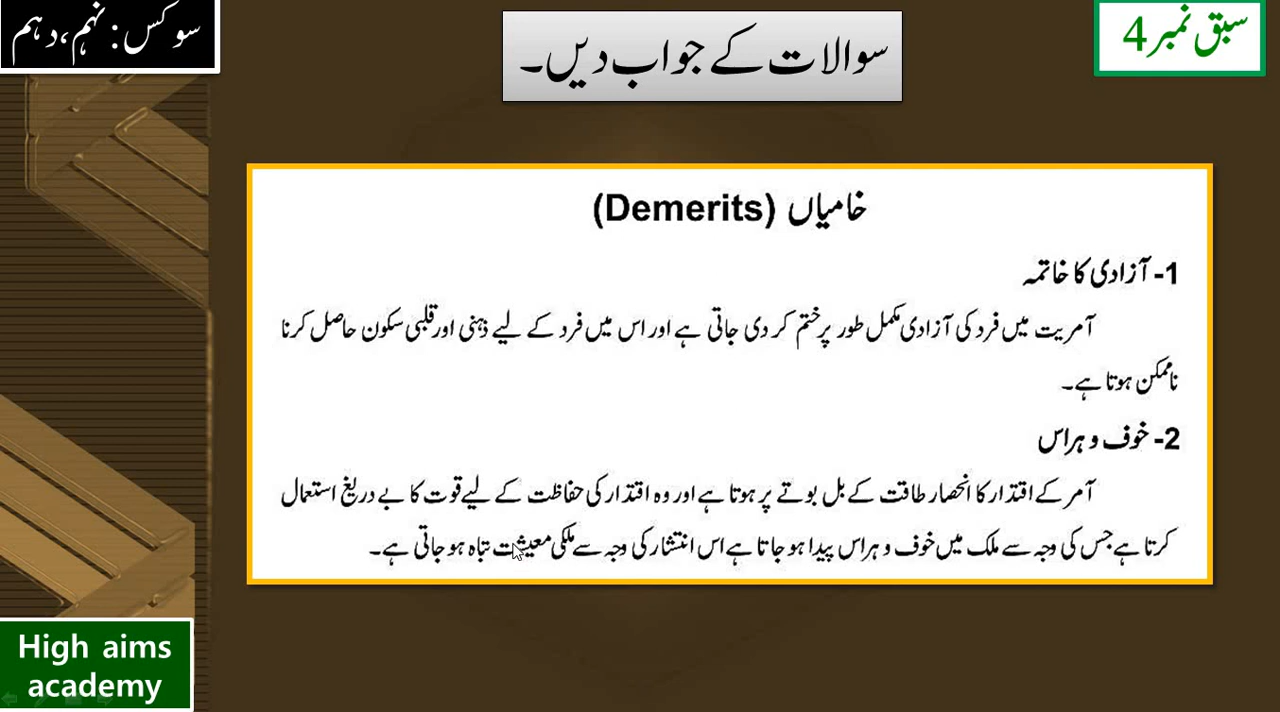 سوکس: نہم، دہم
سوالات کے جواب دیں۔
سبق نمبر 4
خامیاں (Demerits)
1- آزادی کا خاتمہ
آمریت میں فرد کی آزادی مکمل طور پر ختم کر دی جاتی ہے اور اس میں فرد کے لیے ذہنی اور قلبی سکون حاصل کرنا
ناممکن ہوتا ہے۔
2- خوف و ہراس
آمر کے اقتدار کا انحصار طاقت کے بل بوتے پر ہوتا ہے اور وہ اقتدار کی حفاظت کے لیے قوت کا بے دریغ استعمال
کرتا ہے جس کی وجہ سے ملک میں خوف و ہراس پیدا ہو جاتا ہے اس انتشار کی وجہ سے ملکی معیشت تباہ ہو جاتی ہے۔
High aims
academy